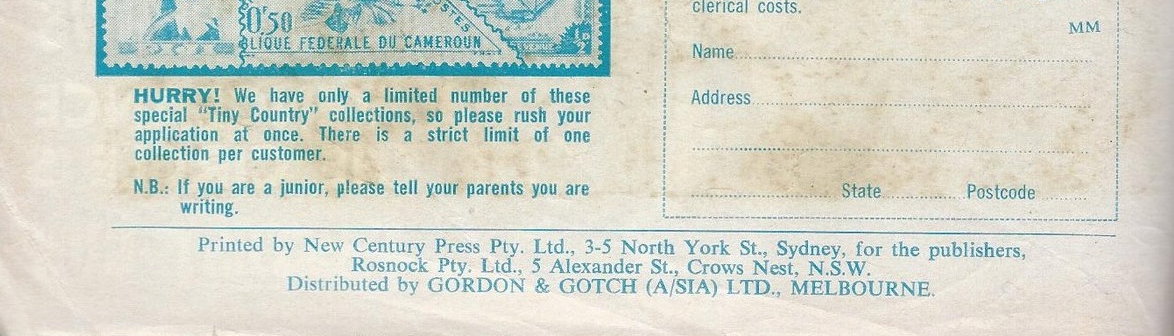 0'50
BLIQUE FEDERALE DU CAMEROUN
HURRY! We have only a limited number of these
special "Tiny Country" collections, so please rush your
application at once. There is a strict limit of one
collection per customer.
N.B.: If you are a junior, please tell your parents you are
writing.
clerical costs.
MM
Name
Address
State Postcode
Printed by New Century Press Pty. Ltd., 3-5 North York St., Sydney, for the publishers,
Rosnock Pty. Ltd., 5 Alexander St., Crows Nest, N.S.W.
Distributed by GORDON & GOTCH (A/SIA) LTD., MELBOURNE.